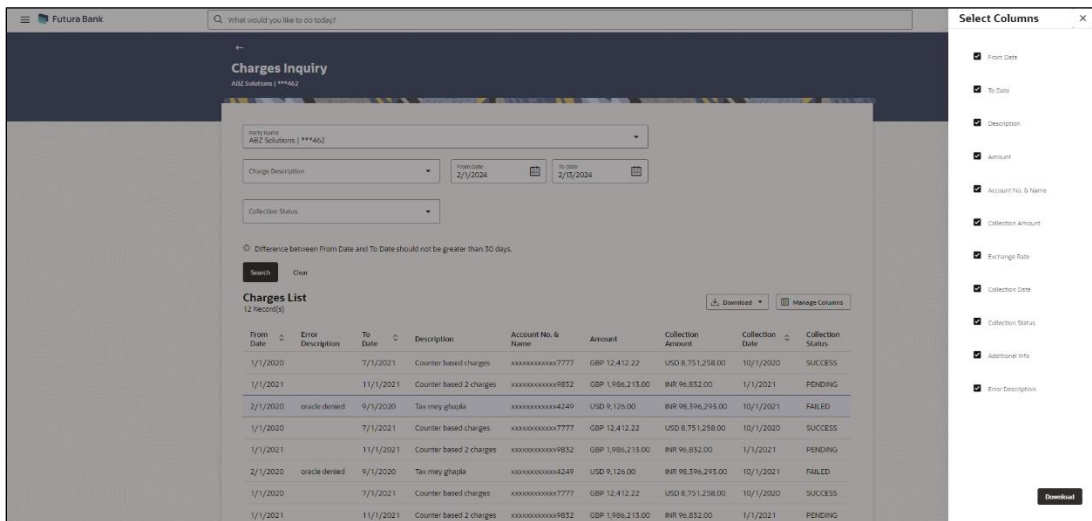 Futura Bank
What would you like to do today?
Select Columns
Charges Inquiry
ABZ Solutions | ***462
Party Name
ABZ Solutions | ***462
Charge Description
From Date
2/1/2024
To Date
2/13/2024
Collection Status
Difference between From Date and To Date should not be greater than 30 days.
Search Clear
Charges List
12 Record(s)
Download Manage Columns
From Date Error Description To Date Description Account No. & Name Amount Collection Amount Collection Date Collection Status
1/1/2020 7/1/2021 Counter based charges xxxxxxxxxxxx7777 GBP 12,412.22 USD 8,751,258.00 10/1/2020 SUCCESS
1/1/2021 11/1/2021 Counter based 2 charges xxxxxxxxxxxx9832 GBP 1,986,213.00 INR 96,832.00 1/1/2021 PENDING
2/1/2020 oracle denied 9/1/2020 Tax mey ghapla xxxxxxxxxxxx4249 USD 9,126.00 INR 98,396,293.00 10/1/2021 FAILED
1/1/2020 7/1/2021 Counter based charges xxxxxxxxxxxx7777 GBP 12,412.22 USD 8,751,258.00 10/1/2020 SUCCESS
1/1/2021 11/1/2021 Counter based 2 charges xxxxxxxxxxxx9832 GBP 1,986,213.00 INR 96,832.00 1/1/2021 PENDING
2/1/2020 oracle denied 9/1/2020 Tax mey ghapla xxxxxxxxxxxx4249 USD 9,126.00 INR 98,396,293.00 10/1/2021 FAILED
1/1/2020 7/1/2021 Counter based charges xxxxxxxxxxxx7777 GBP 12,412.22 USD 8,751,258.00 10/1/2020 SUCCESS
1/1/2021 11/1/2021 Counter based 2 charges xxxxxxxxxxxx9832 GBP 1,986,213.00 INR 96,832.00 1/1/2021 PENDING
From Date
To Date
Description
Amount
Account No. & Name
Collection Amount
Exchange Rate
Collection Date
Collection Status
Additional Info
Error Description
Download